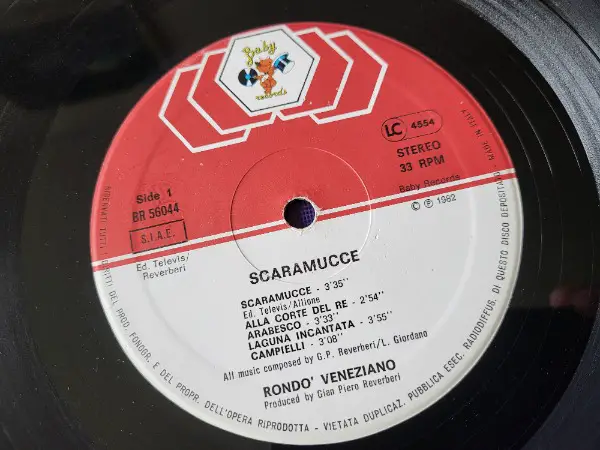 Baby
records
LC 4554
STEREO
33 RPM
Baby Records
© ℗ 1982
Side 1
BR 56044
S.I.A.E.
Ed. Televis/
Reverberi
SCARAMUCCE
SCARAMUCCE - 3'35"
Ed. Televis/Allione
ALLA CORTE DEL RE - 2'54"
ARABESCO - 3'33"
LAGUNA INCANTATA - 3'55"
CAMPIELLI - 3'08"
All music composed by G.P. Reverberi/L. Giordano
RONDO' VENEZIANO
Produced by Gian Piero Reverberi
RISERVATI TUTTI I DIRITTI DEL PROD. FONOGR. E DEL PROPR. DELL'OPERA RIPRODOTTA - VIETATA DUPLICAZ. PUBBLICA ESEC. RADIODIFFUS. DI QUESTO DISCO DEPOSITATO - MADE IN ITALY